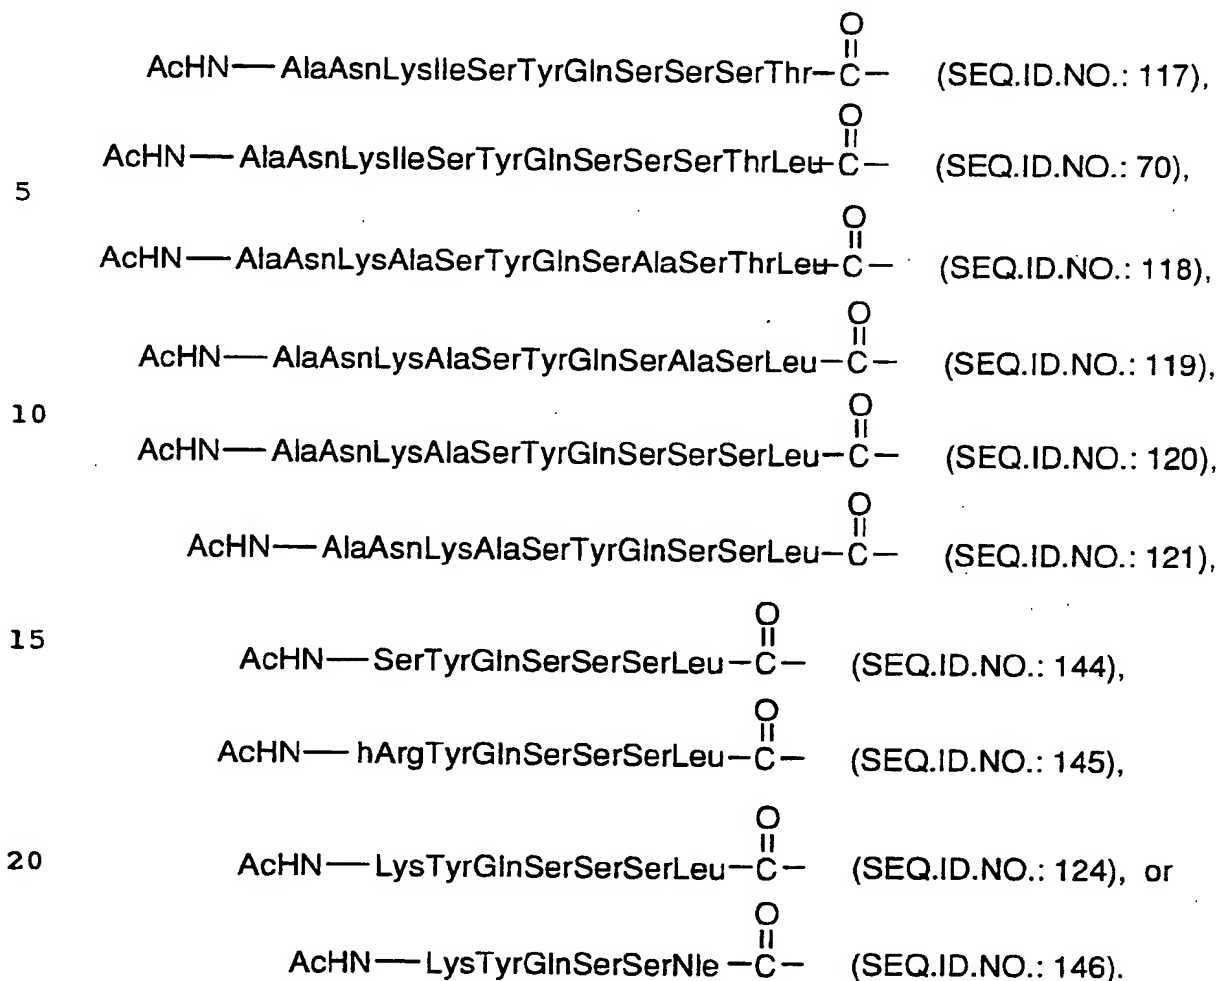 O
||
AcHN— AlaAsnLysIleSerTyrGlnSerSerSerThr–C– (SEQ.ID.NO.: 117),
O
||
AcHN— AlaAsnLysIleSerTyrGlnSerSerSerThrLeu–C– (SEQ.ID.NO.: 70),
5
O
||
AcHN— AlaAsnLysAlaSerTyrGlnSerAlaSerThrLeu–C– (SEQ.ID.NO.: 118),
O
||
AcHN— AlaAsnLysAlaSerTyrGlnSerAlaSerLeu–C– (SEQ.ID.NO.: 119),
10
O
||
AcHN— AlaAsnLysAlaSerTyrGlnSerSerSerLeu–C– (SEQ.ID.NO.: 120),
O
||
AcHN— AlaAsnLysAlaSerTyrGlnSerSerLeu–C– (SEQ.ID.NO.: 121),
15
O
||
AcHN— SerTyrGlnSerSerSerLeu–C– (SEQ.ID.NO.: 144),
O
||
AcHN— hArgTyrGlnSerSerSerLeu–C– (SEQ.ID.NO.: 145),
O
||
20 AcHN— LysTyrGlnSerSerSerLeu–C– (SEQ.ID.NO.: 124), or
O
||
AcHN— LysTyrGlnSerSerNle –C– (SEQ.ID.NO.: 146).